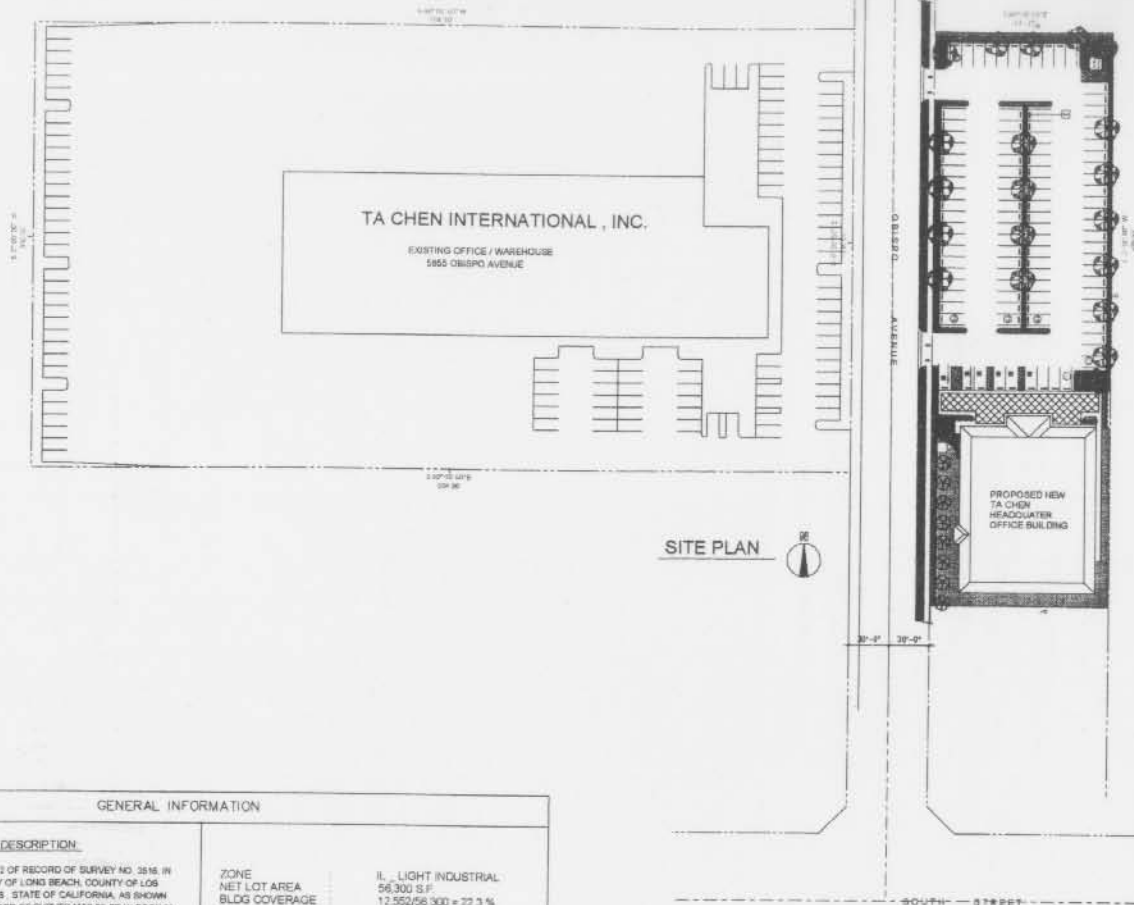 TA CHEN INTERNATIONAL , INC.
EXISTING OFFICE / WAREHOUSE
5855 OBISPO AVENUE
OBISPO AVENUE
PROPOSED NEW
TA CHEN
HEADQUATER
OFFICE BUILDING
SITE PLAN
30'-0" 30'-0"
GENERAL INFORMATION
DESCRIPTION:
2 OF RECORD OF SURVEY NO. 3516, IN
Y OF LONG BEACH, COUNTY OF LOS
S , STATE OF CALIFORNIA, AS SHOWN
ZONE
IL _ LIGHT INDUSTRIAL
NET LOT AREA
56,300 S.F.
BLDG COVERAGE
12,552/56,300 = 22.3 %
SOUTH STREET